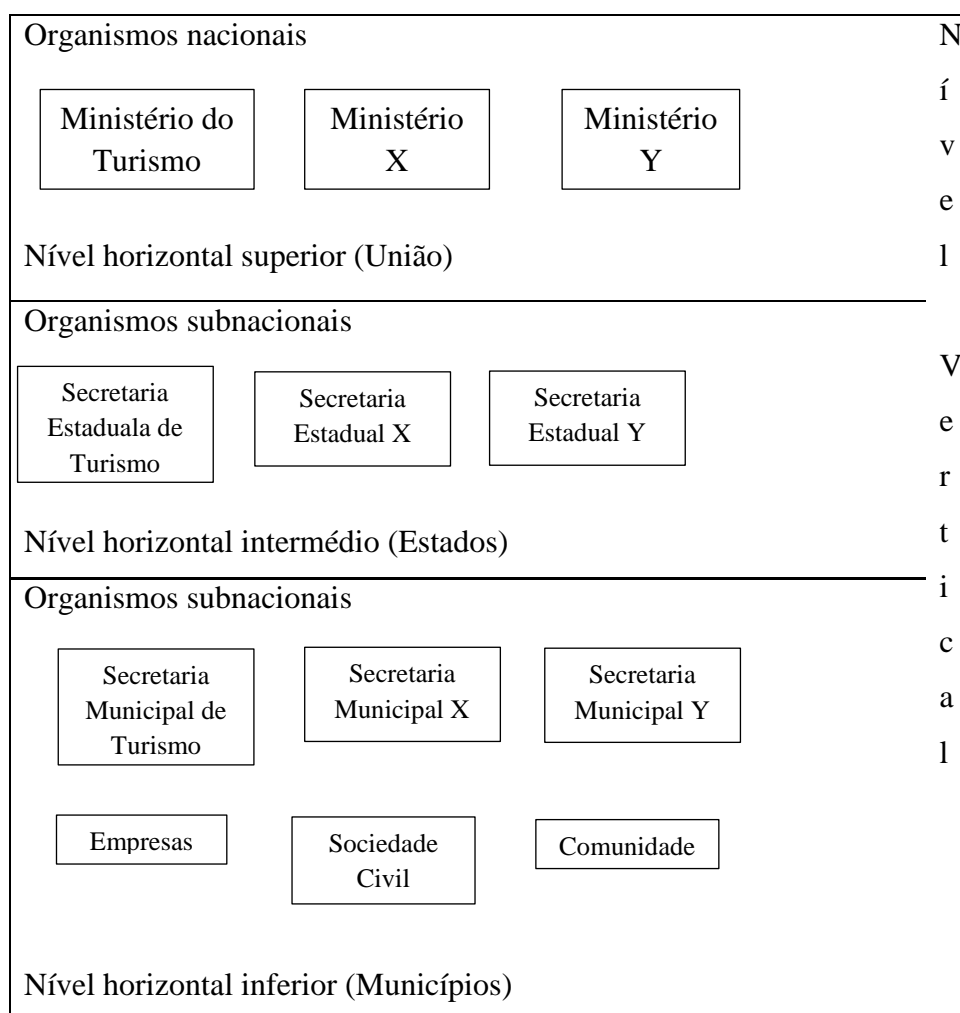 Organismos nacionais
Ministério do
Turismo
Ministério
X
Ministério
Y
Nível horizontal superior (União)
Organismos subnacionais
Secretaria
Estaduala de
Turismo
Secretaria
Estadual X
Secretaria
Estadual Y
Nível horizontal intermédio (Estados)
Organismos subnacionais
Secretaria
Municipal de
Turismo
Secretaria
Municipal X
Secretaria
Municipal Y
Empresas
Sociedade
Civil
Comunidade
Nível horizontal inferior (Municípios)
N
í
v
e
l
V
e
r
t
i
c
a
l